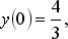 y(0) = 4/3,